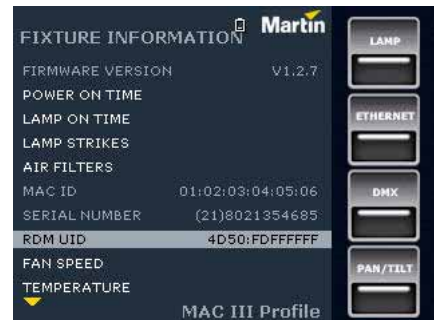 Martin
FIXTURE INFORMATION
FIRMWARE VERSION V1.2.7
POWER ON TIME
LAMP ON TIME
LAMP STRIKES
AIR FILTERS
MAC ID 01:02:03:04:05:06
SERIAL NUMBER (21)8021354685
RDM UID 4D50:FDFFFFFF
FAN SPEED
TEMPERATURE
MAC III Profile
LAMP
ETHERNET
DMX
PAN/TILT